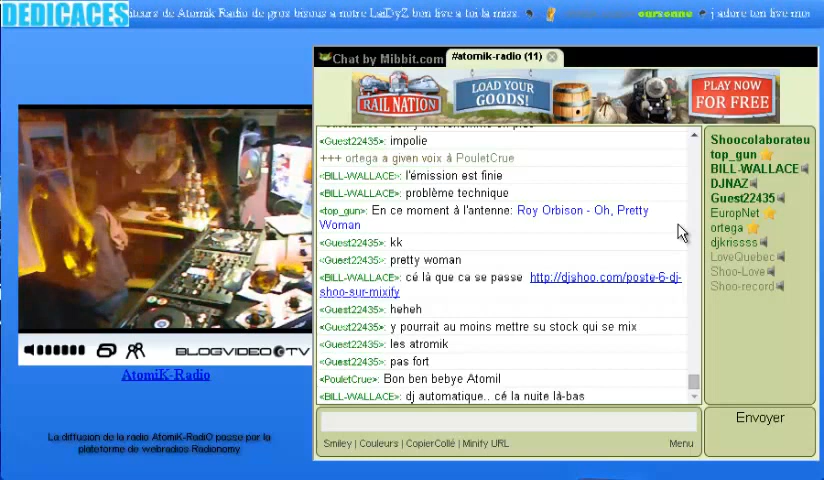 DEDICACES
iteurs de Atomik Radio de gros bisous a notre LaiDyZ bon live a toi la miss
oursonne
j adore ton live
Chat by Mibbit.com
#atomik-radio (11)
RAIL NATION
LOAD YOUR GOODS!
PLAY NOW FOR FREE
<Guest22435>: impolie
+++ ortega a given voix à PouletCrue
<BILL-WALLACE>: l'émission est finie
<BILL-WALLACE>: problème technique
<top_gun>: En ce moment à l'antenne: Roy Orbison - Oh, Pretty
Woman
<Guest22435>: kk
<Guest22435>: pretty woman
<BILL-WALLACE>: cé là que ca se passe http://djshoo.com/poste-6-dj-
shoo-sur-mixify
<Guest22435>: heheh
<Guest22435>: y pourrait au moins mettre su stock qui se mix
<Guest22435>: les atromik
<Guest22435>: pas fort
<PouletCrue>: Bon ben bebye Atomil
<BILL-WALLACE>: dj automatique.. cé la nuite là-bas
Shoocolaborateu
top_gun
BILL-WALLACE
DJNAZ
Guest22435
EuropNet
ortega
djkrissss
LoveQuebec
Shoo-Love
Shoo-record
Envoyer
Smiley | Couleurs | CopierCollé | Minify URL
Menu
BLOGVIDEO TV
AtomiK-Radio
La diffusion de la radio AtomiK-RadiO passe par la
plateforme de webradios Radionomy